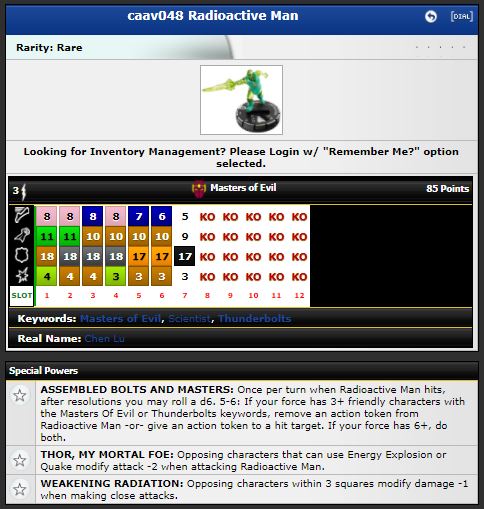 caav048 Radioactive Man
[DIAL]
Rarity: Rare
Looking for Inventory Management? Please Login w/ "Remember Me?" option
selected.
3 Masters of Evil 85 Points
8 8 8 8 7 6 5 KO KO KO KO KO
11 11 10 10 10 10 9 KO KO KO KO KO
18 18 18 18 17 17 17 KO KO KO KO KO
4 4 4 3 3 3 3 KO KO KO KO KO
SLOT 1 2 3 4 5 6 7 8 9 10 11 12
Keywords: Masters of Evil, Scientist, Thunderbolts
Real Name: Chen Lu
Special Powers
ASSEMBLED BOLTS AND MASTERS: Once per turn when Radioactive Man hits,
after resolutions you may roll a d6. 5-6: If your force has 3+ friendly characters with
the Masters Of Evil or Thunderbolts keywords, remove an action token from
Radioactive Man -or- give an action token to a hit target. If your force has 6+, do
both.
THOR, MY MORTAL FOE: Opposing characters that can use Energy Explosion or
Quake modify attack -2 when attacking Radioactive Man.
WEAKENING RADIATION: Opposing characters within 3 squares modify damage -1
when making close attacks.